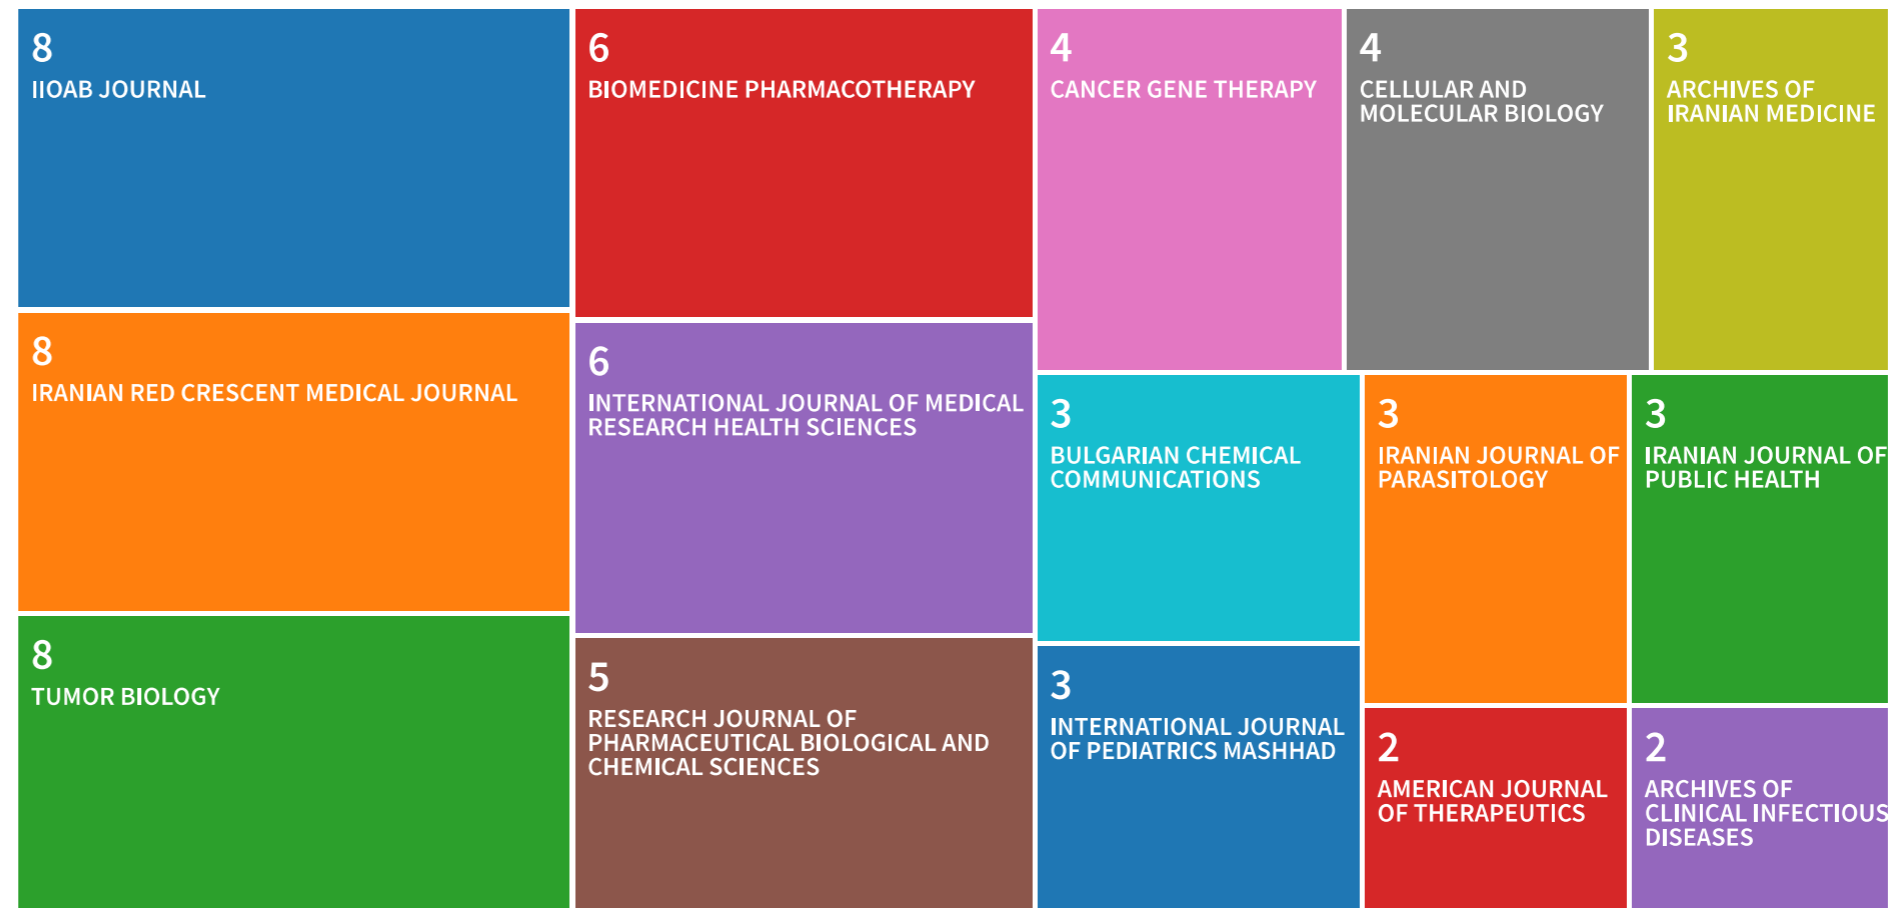 8
IIOAB JOURNAL
8
IRANIAN RED CRESCENT MEDICAL JOURNAL
8
TUMOR BIOLOGY
6
BIOMEDICINE PHARMACOTHERAPY
6
INTERNATIONAL JOURNAL OF MEDICAL
RESEARCH HEALTH SCIENCES
5
RESEARCH JOURNAL OF
PHARMACEUTICAL BIOLOGICAL AND
CHEMICAL SCIENCES
4
CANCER GENE THERAPY
4
CELLULAR AND
MOLECULAR BIOLOGY
3
ARCHIVES OF
IRANIAN MEDICINE
3
BULGARIAN CHEMICAL
COMMUNICATIONS
3
INTERNATIONAL JOURNAL
OF PEDIATRICS MASHHAD
3
IRANIAN JOURNAL OF
PARASITOLOGY
3
IRANIAN JOURNAL OF
PUBLIC HEALTH
2
AMERICAN JOURNAL
OF THERAPEUTICS
2
ARCHIVES OF
CLINICAL INFECTIOUS
DISEASES